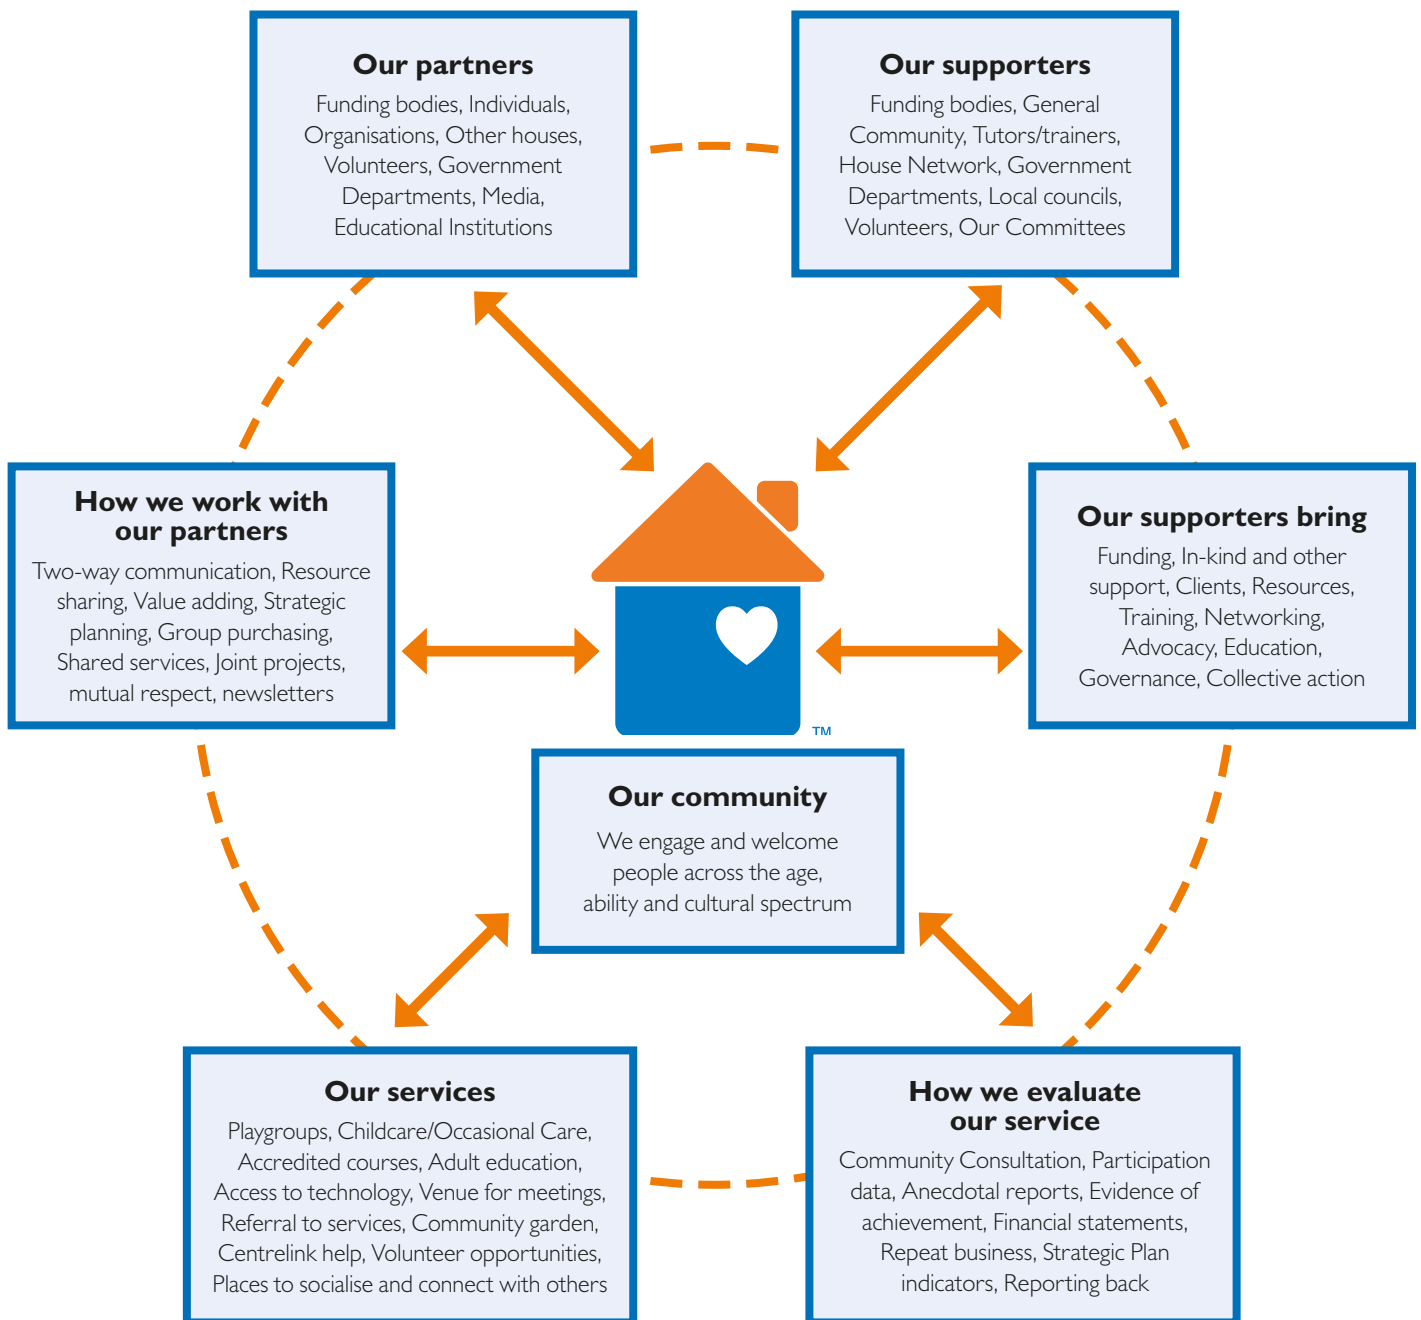 Our partners
Funding bodies, Individuals,
Organisations, Other houses,
Volunteers, Government
Departments, Media,
Educational Institutions
Our supporters
Funding bodies, General
Community, Tutors/trainers,
House Network, Government
Departments, Local councils,
Volunteers, Our Committees
How we work with
our partners
Two-way communication, Resource
sharing, Value adding, Strategic
planning, Group purchasing,
Shared services, Joint projects,
mutual respect, newsletters
Our supporters bring
Funding, In-kind and other
support, Clients, Resources,
Training, Networking,
Advocacy, Education,
Governance, Collective action
TM
Our community
We engage and welcome
people across the age,
ability and cultural spectrum
Our services
Playgroups, Childcare/Occasional Care,
Accredited courses, Adult education,
Access to technology, Venue for meetings,
Referral to services, Community garden,
Centrelink help, Volunteer opportunities,
Places to socialise and connect with others
How we evaluate
our service
Community Consultation, Participation
data, Anecdotal reports, Evidence of
achievement, Financial statements,
Repeat business, Strategic Plan
indicators, Reporting back